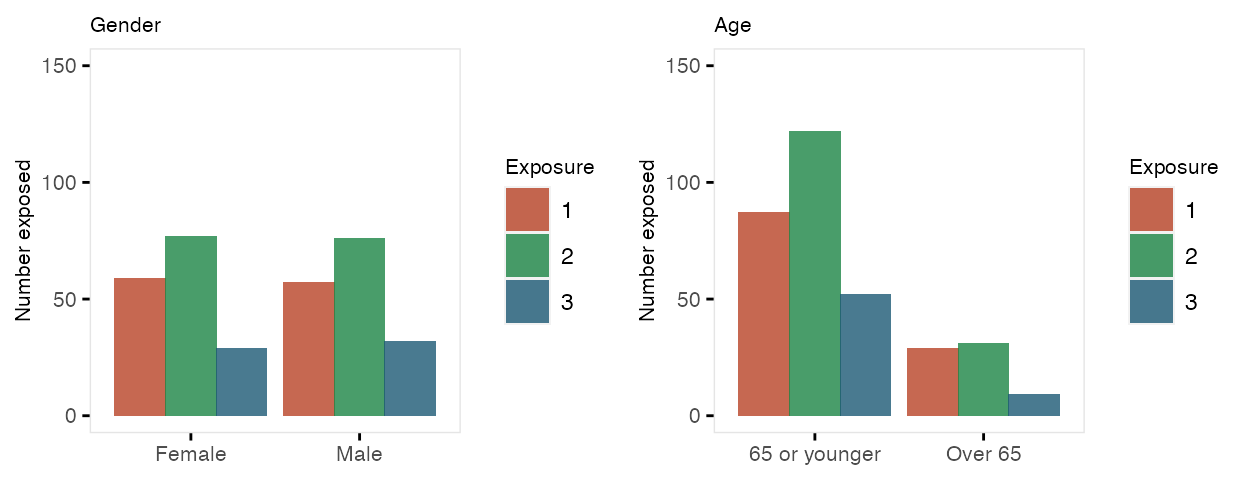 Gender
150
100
50
0
Number exposed
Female Male
Exposure
1
2
3
Age
150
100
50
0
Number exposed
65 or younger Over 65
Exposure
1
2
3